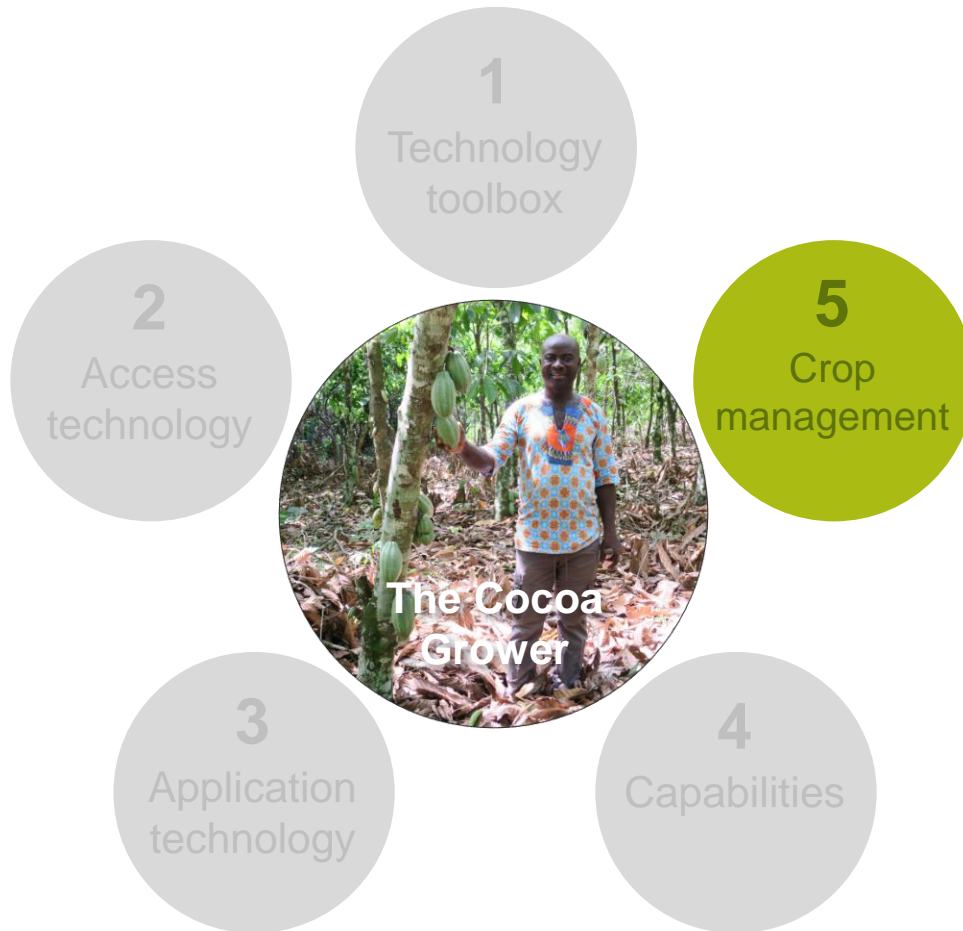 1
Technology
toolbox
2
Access
technology
5
Crop
management
The Cocoa
Grower
3
Application
technology
4
Capabilities